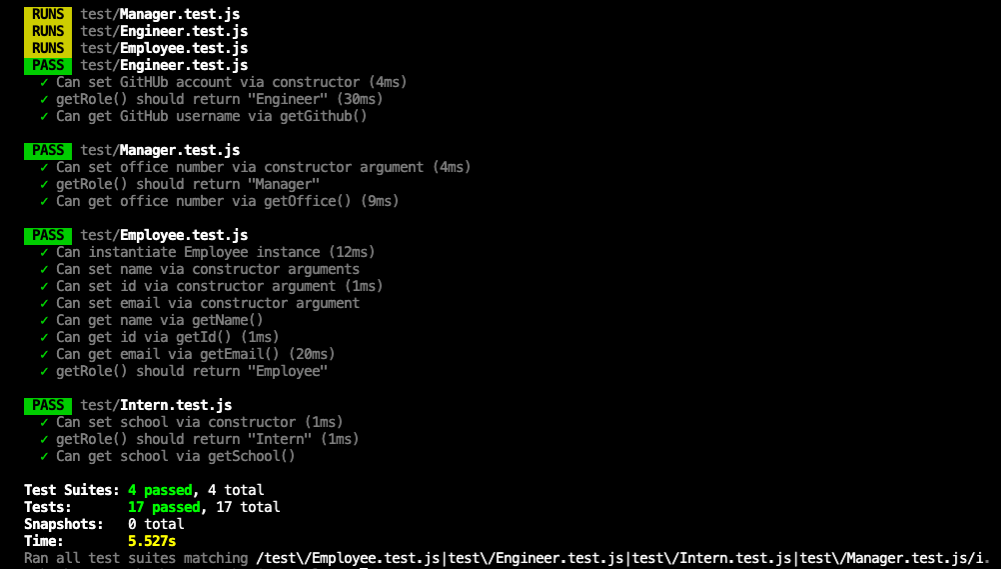 RUNS test/Manager.test.js
RUNS test/Engineer.test.js
RUNS test/Employee.test.js
PASS test/Engineer.test.js
✓ Can set GitHUb account via constructor (4ms)
✓ getRole() should return "Engineer" (30ms)
✓ Can get GitHub username via getGithub()
PASS test/Manager.test.js
✓ Can set office number via constructor argument (4ms)
✓ getRole() should return "Manager"
✓ Can get office number via getOffice() (9ms)
PASS test/Employee.test.js
✓ Can instantiate Employee instance (12ms)
✓ Can set name via constructor arguments
✓ Can set id via constructor argument (1ms)
✓ Can set email via constructor argument
✓ Can get name via getName()
✓ Can get id via getId() (1ms)
✓ Can get email via getEmail() (20ms)
✓ getRole() should return "Employee"
PASS test/Intern.test.js
✓ Can set school via constructor (1ms)
✓ getRole() should return "Intern" (1ms)
✓ Can get school via getSchool()
Test Suites: 4 passed, 4 total
Tests: 17 passed, 17 total
Snapshots: 0 total
Time: 5.527s
Ran all test suites matching /test\/Employee.test.js|test\/Engineer.test.js|test\/Intern.test.js|test\/Manager.test.js/i.